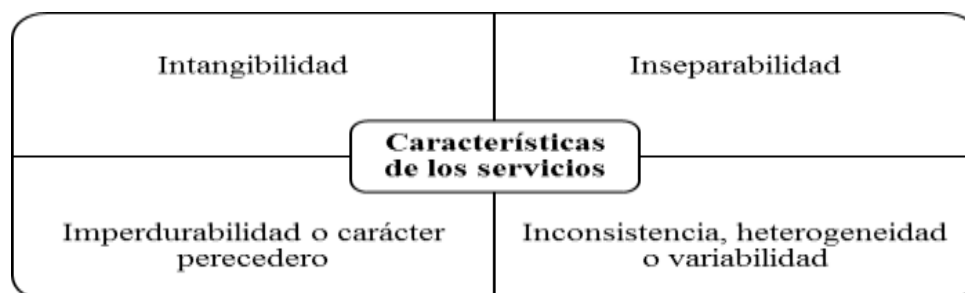 Intangibilidad
Inseparabilidad
Características
de los servicios
Imperdurabilidad o carácter
perecedero
Inconsistencia, heterogeneidad
o variabilidad